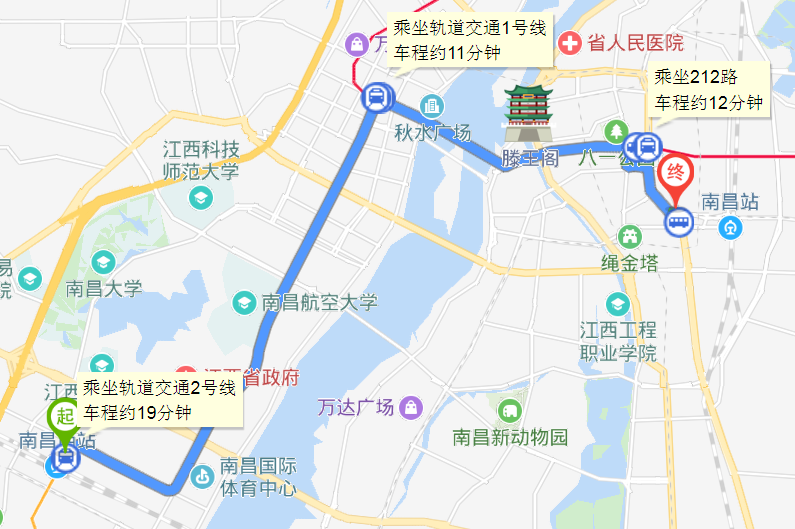 乘坐轨道交通1号线
车程约11分钟
万
省人民医院
乘坐212路
车程约12分钟
秋水广场
滕王阁
八一公
江西科技
师范大学
终
南昌站
绳金塔
南昌大学
易
院
南昌航空大学
江西工程
职业学院
江西省政府
江西
乘坐轨道交通2号线
车程约19分钟
起
万达广场
南昌
站
南昌新动物园
南昌国际
体育中心